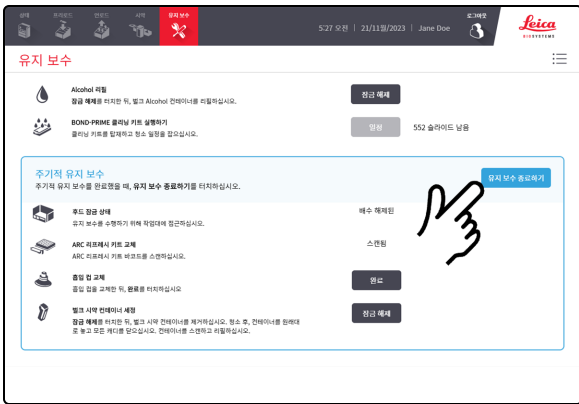 상태
프리로드
언로드
시약
유지 보수
5:27 오전 | 21/11월/2023 | Jane Doe
로그아웃
Leica
BIOSYSTEMS
유지 보수
Alcohol 리필
잠금 해제를 터치한 뒤, 벌크 Alcohol 컨테이너를 리필하십시오.
잠금 해제
BOND-PRIME 클리닝 키트 실행하기
클리닝 키트를 탑재하고 청소 일정을 잡으십시오.
일정
552 슬라이드 남음
주기적 유지 보수
주기적 유지 보수를 완료했을 때, 유지 보수 종료하기를 터치하십시오.
유지 보수 종료하기
후드 잠금 상태
유지 보수를 수행하기 위해 작업대에 접근하십시오.
배수 해제된
ARC 리프레시 키트 교체
ARC 리프레시 키트 바코드를 스캔하십시오.
스캔됨
흡입 컵 교체
흡입 컵을 교체한 뒤, 완료를 터치하십시오
완료
벌크 시약 컨테이너 세정
잠금 해제를 터치한 뒤, 벌크 시약 컨테이너를 제거하십시오. 청소 후, 컨테이너를 원래대
로 놓고 모든 캐디를 닫으십시오. 컨테이너를 스캔하고 리필하십시오.
잠금 해제